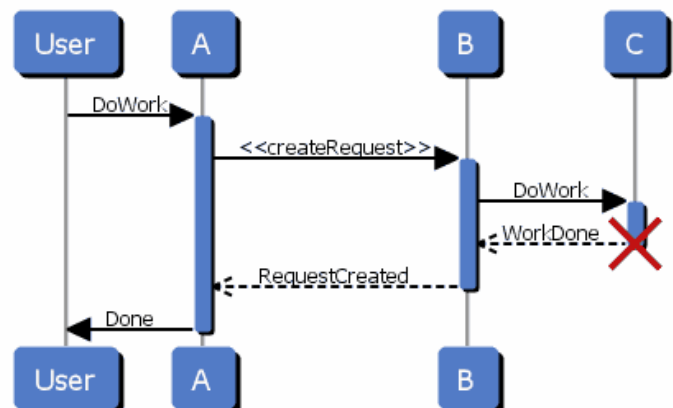 User A B C
DoWork
<<createRequest>>
DoWork
WorkDone
RequestCreated
Done
User A B